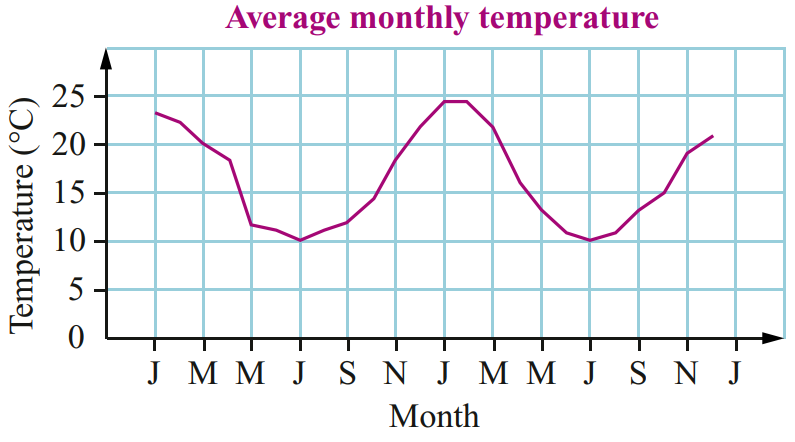 Average monthly temperature
Temperature (°C)
25
20
15
10
5
0
J M M J S N J M M J S N J
Month